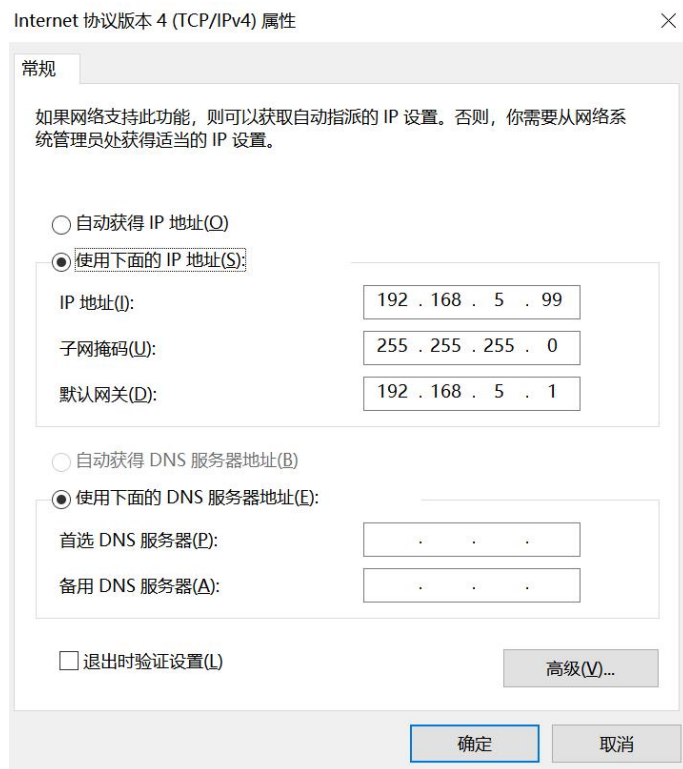 Internet 协议版本 4 (TCP/IPv4) 属性
常规
如果网络支持此功能，则可以获取自动指派的 IP 设置。否则，你需要从网络系
统管理员处获得适当的 IP 设置。
自动获得 IP 地址(O)
使用下面的 IP 地址(S):
IP 地址(I): 192 . 168 . 5 . 99
子网掩码(U): 255 . 255 . 255 . 0
默认网关(D): 192 . 168 . 5 . 1
自动获得 DNS 服务器地址(B)
使用下面的 DNS 服务器地址(E):
首选 DNS 服务器(P): . . .
备用 DNS 服务器(A): . . .
退出时验证设置(L)
高级(V)...
确定 取消